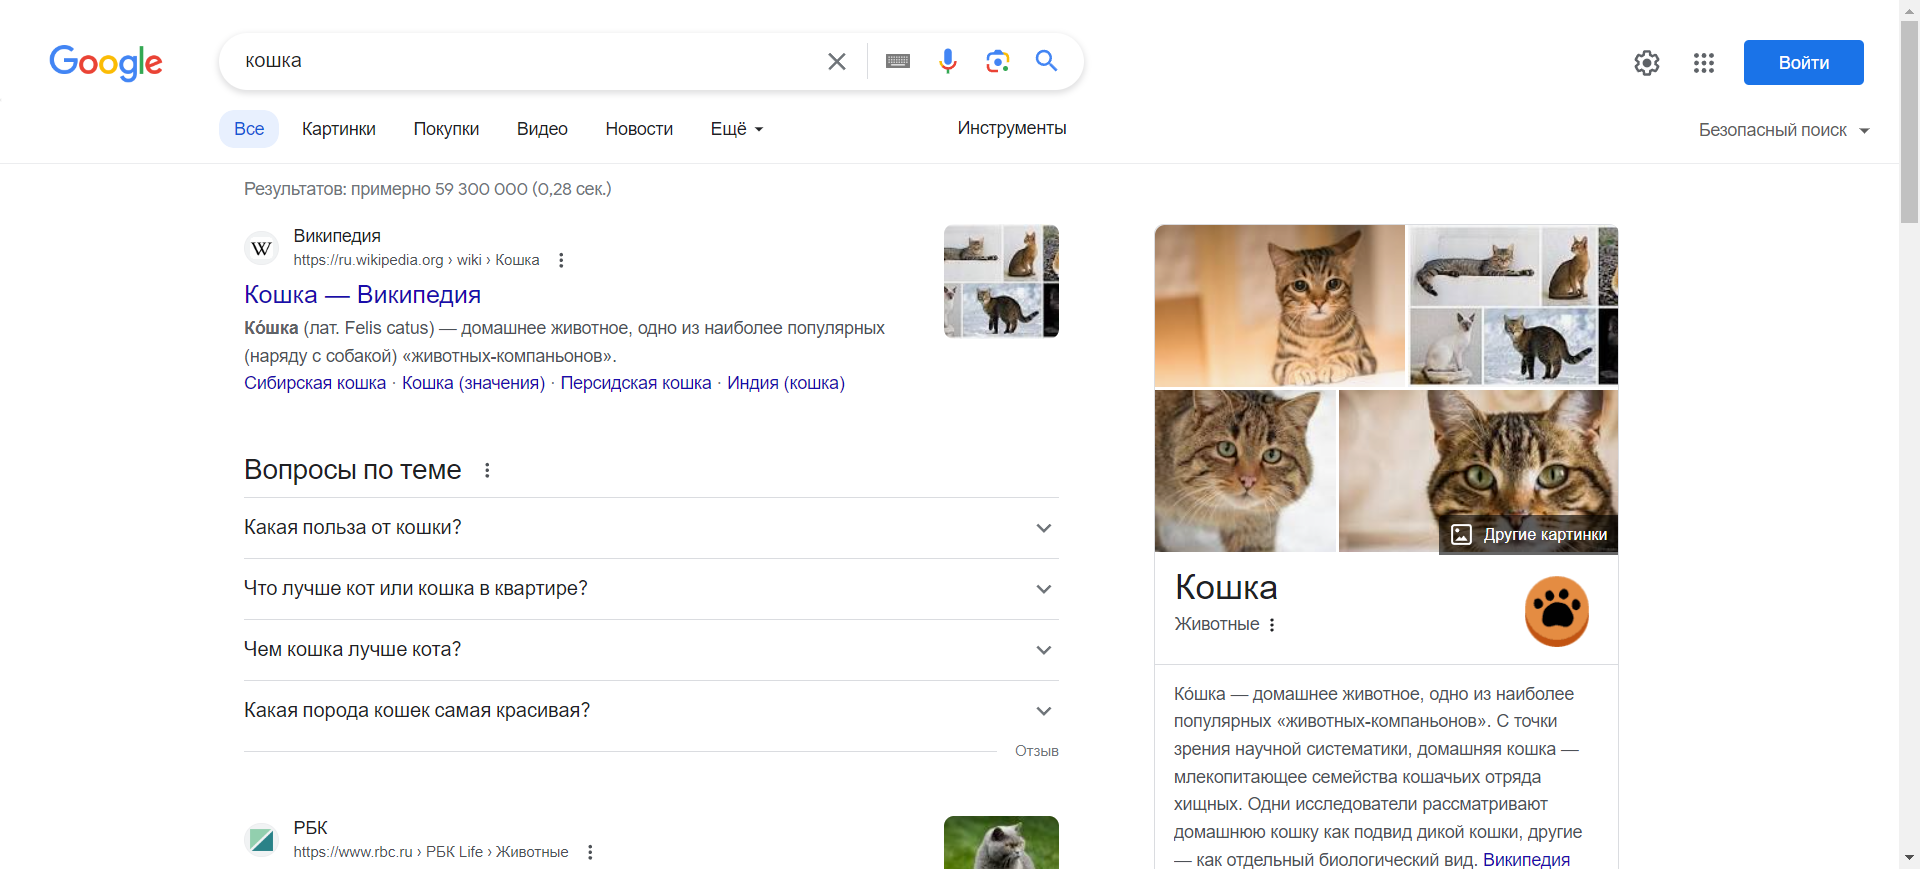 Google
кошка
Войти
Все
Картинки
Покупки
Видео
Новости
Ещё
Инструменты
Безопасный поиск
Результатов: примерно 59 300 000 (0,28 сек.)
W
Википедия
https://ru.wikipedia.org › wiki › Кошка
Кошка — Википедия
Ко́шка (лат. Felis catus) — домашнее животное, одно из наиболее популярных
(наряду с собакой) «животных-компаньонов».
Сибирская кошка · Кошка (значения) · Персидская кошка · Индия (кошка)
Вопросы по теме
Какая польза от кошки?
Что лучше кот или кошка в квартире?
Чем кошка лучше кота?
Какая порода кошек самая красивая?
Отзыв
РБК
https://www.rbc.ru › РБК Life › Животные
Другие картинки
Кошка
Животные
Ко́шка — домашнее животное, одно из наиболее
популярных «животных-компаньонов». С точки
зрения научной систематики, домашняя кошка —
млекопитающее семейства кошачьих отряда
хищных. Одни исследователи рассматривают
домашнюю кошку как подвид дикой кошки, другие
— как отдельный биологический вид. Википедия